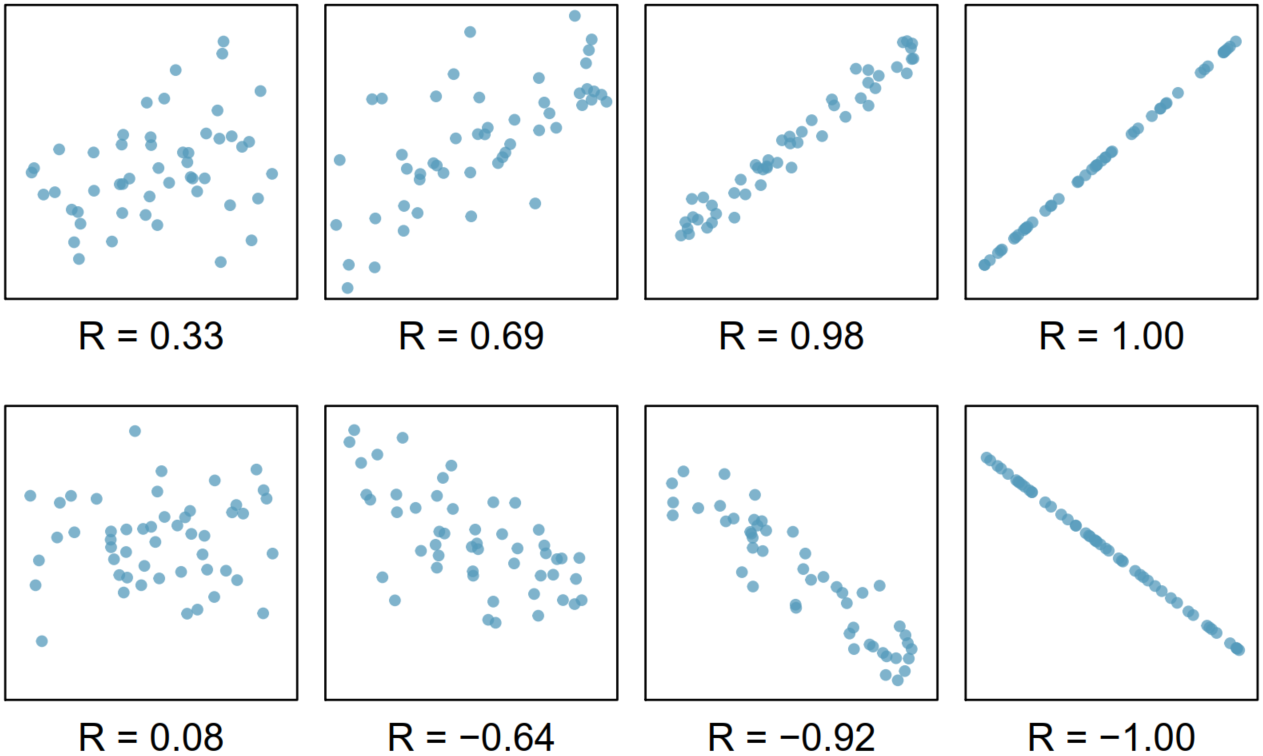 R = 0.33
R = 0.69
R = 0.98
R = 1.00
R = 0.08
R = −0.64
R = −0.92
R = −1.00